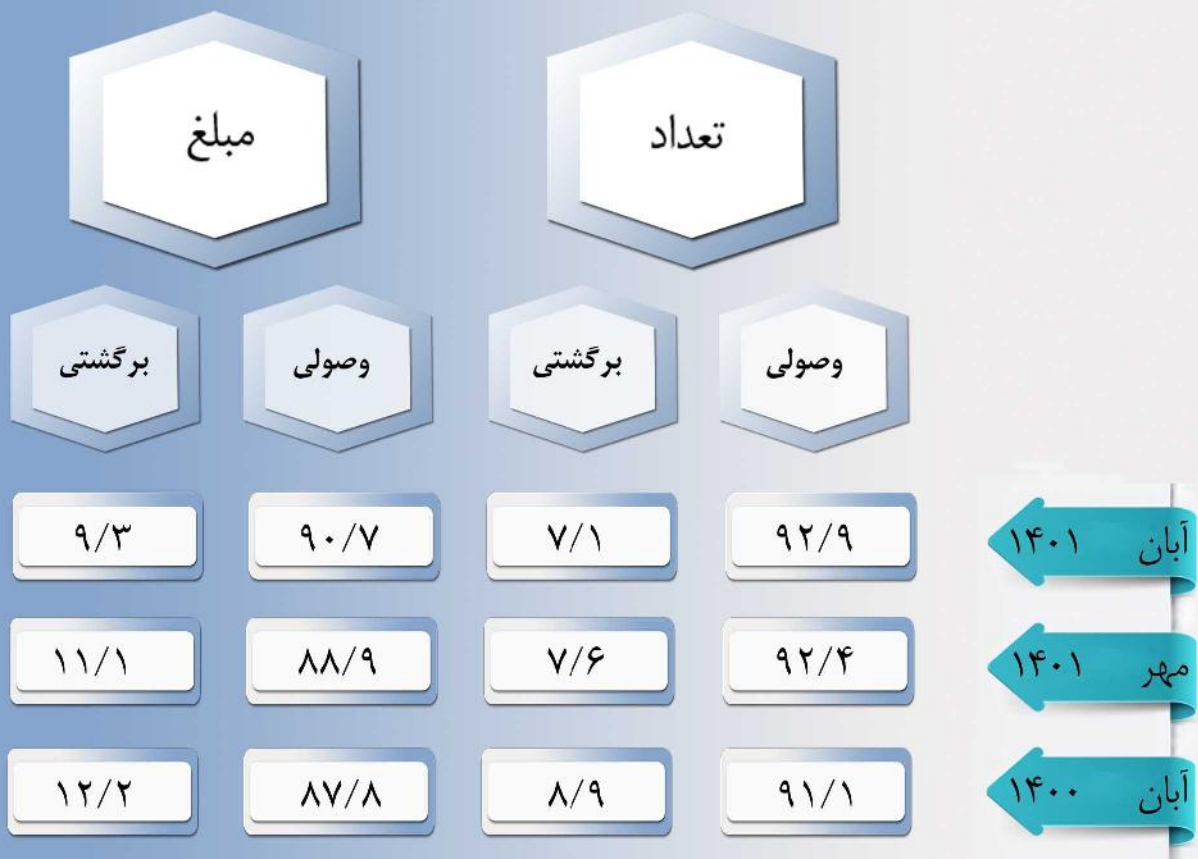 تعداد مبلغ
وصولی برگشتی وصولی برگشتی
آبان ۱۴۰۱ ۹۲/۹ ۷/۱ ۹۰/۷ ۹/۳
مهر ۱۴۰۱ ۹۲/۴ ۷/۶ ۸۸/۹ ۱۱/۱
آبان ۱۴۰۰ ۹۱/۱ ۸/۹ ۸۷/۸ ۱۲/۲